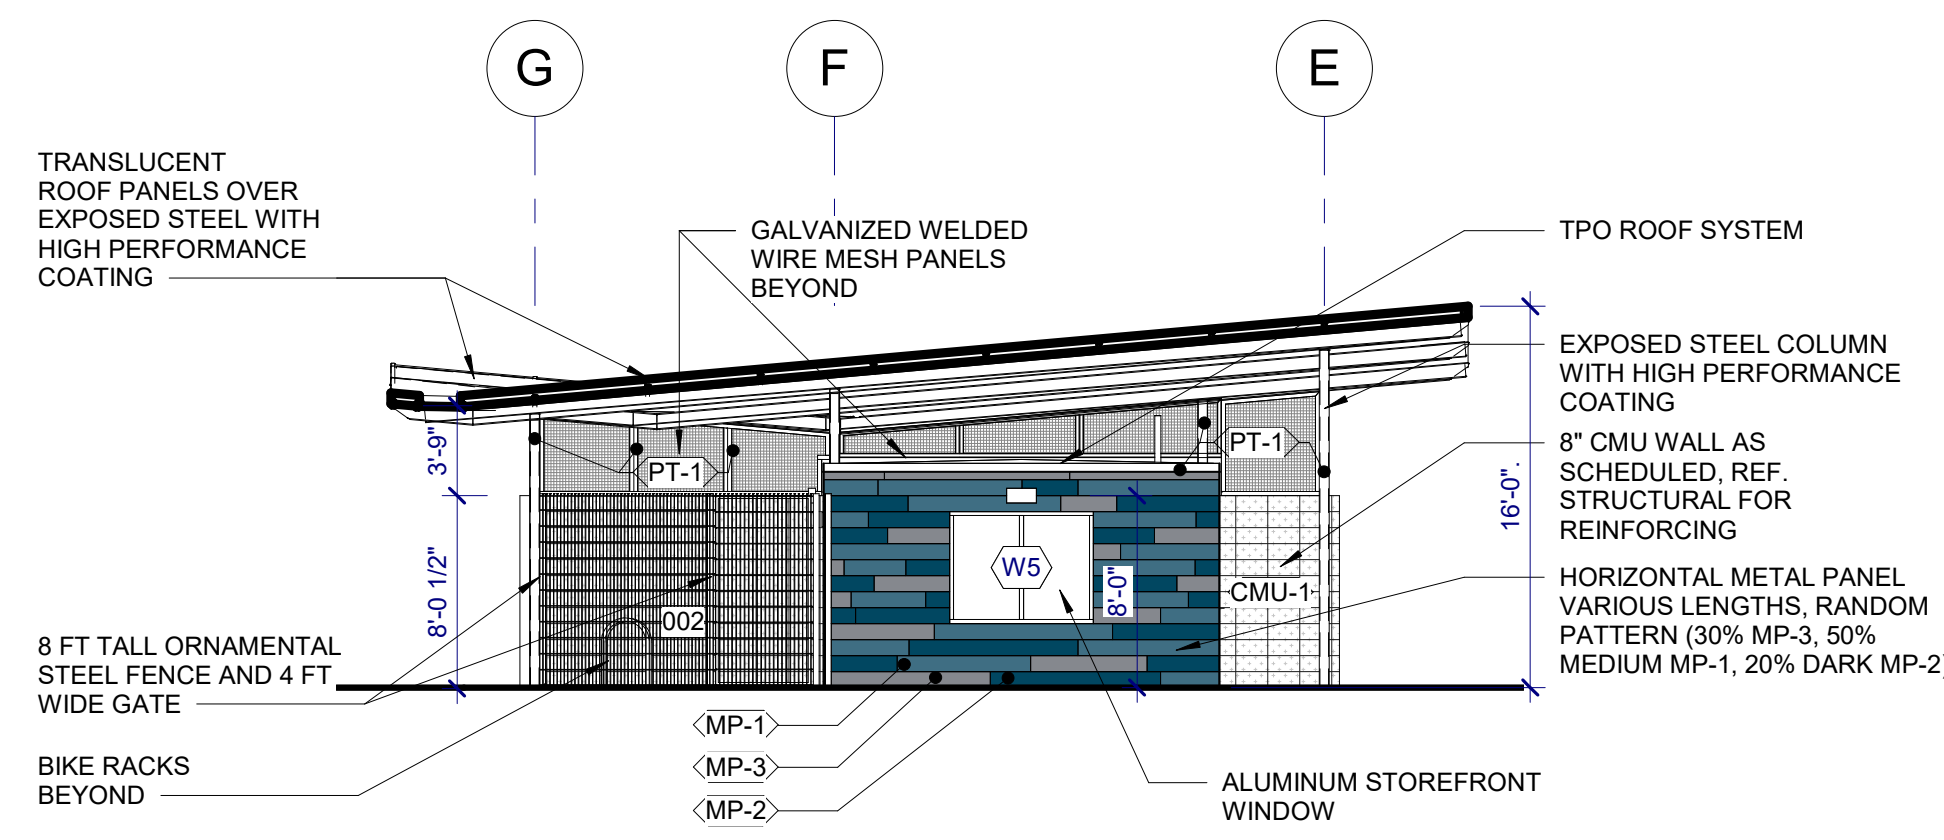 G
F
E
TRANSLUCENT
ROOF PANELS OVER
EXPOSED STEEL WITH
HIGH PERFORMANCE
COATING
GALVANIZED WELDED
WIRE MESH PANELS
BEYOND
TPO ROOF SYSTEM
EXPOSED STEEL COLUMN
WITH HIGH PERFORMANCE
COATING
8" CMU WALL AS
SCHEDULED, REF.
STRUCTURAL FOR
REINFORCING
HORIZONTAL METAL PANEL
VARIOUS LENGTHS, RANDOM
PATTERN (30% MP-3, 50%
MEDIUM MP-1, 20% DARK MP-2)
3'-9"
8'-0 1/2"
PT-1
PT-1
16'-0".
W5
8'-0"
CMU-1
002
8 FT TALL ORNAMENTAL
STEEL FENCE AND 4 FT
WIDE GATE
BIKE RACKS
BEYOND
MP-1
MP-3
MP-2
ALUMINUM STOREFRONT
WINDOW